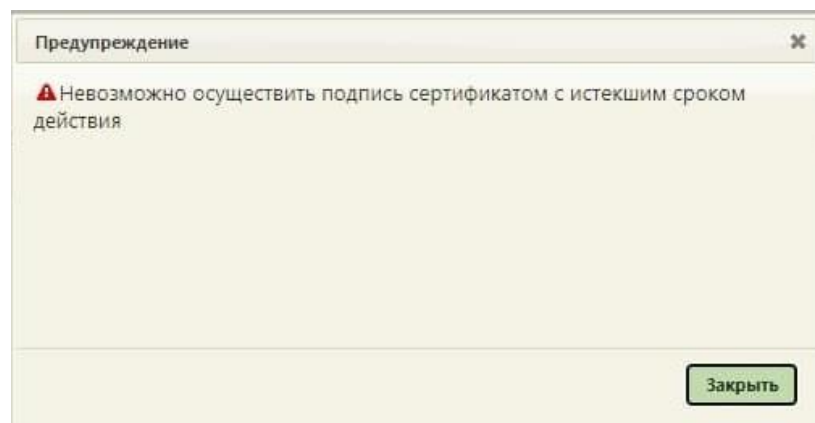 Предупреждение
Невозможно осуществить подпись сертификатом с истекшим сроком
действия
Закрыть